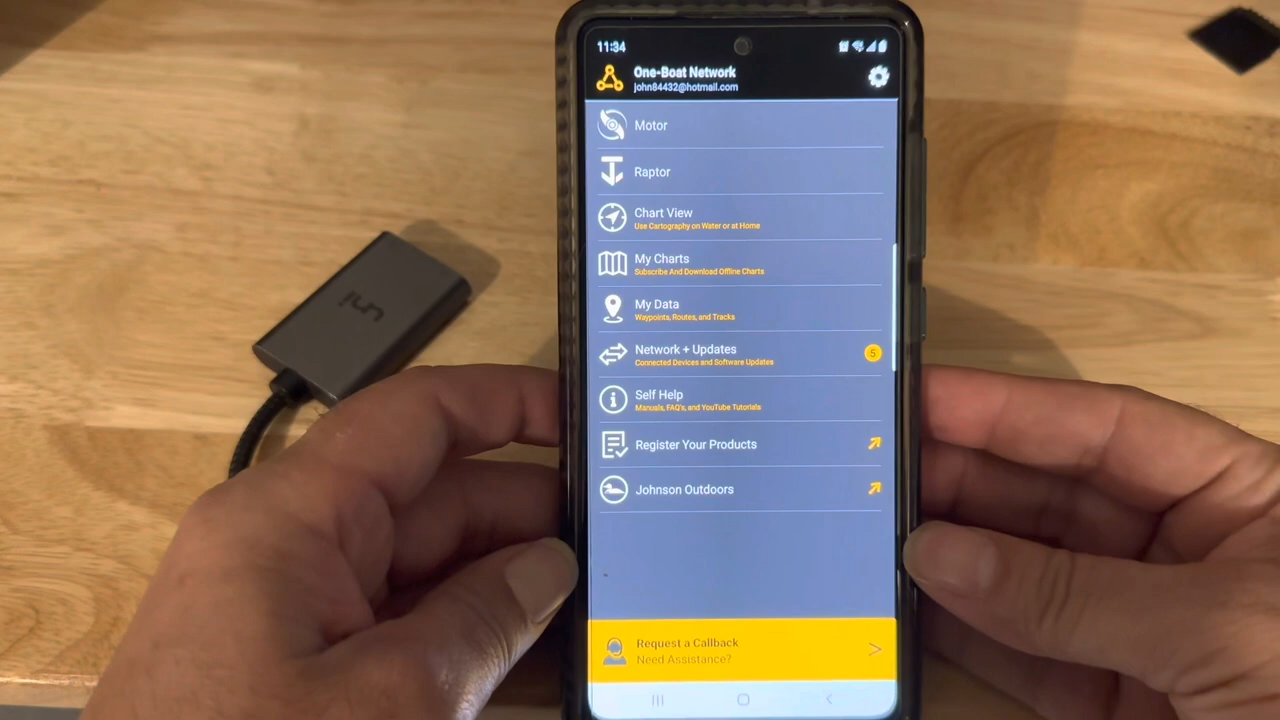 11:34
One-Boat Network
john84432@hotmail.com
Motor
Raptor
Chart View
Use Cartography on Water or at Home
My Charts
Subscribe And Download Offline Charts
My Data
Waypoints, Routes, and Tracks
Network + Updates
5
Connected Devices and Software Updates
Self Help
Manuals, FAQ's, and YouTube Tutorials
Register Your Products
Johnson Outdoors
Request a Callback
Need Assistance?
uni